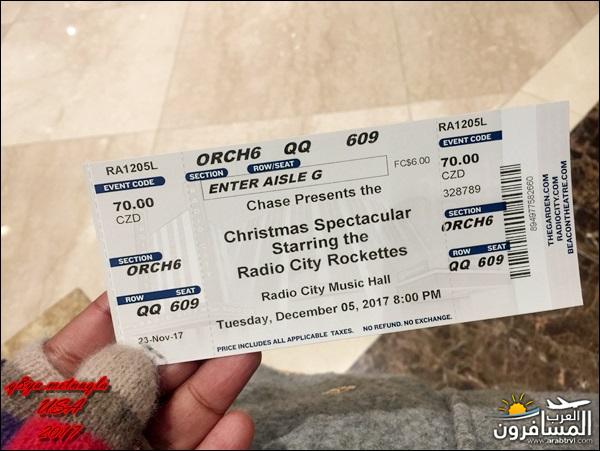 RA1205L
EVENT CODE
70.00
CZD
SECTION
ORCH6
ROW SEAT
QQ 609
23-Nov-17
ORCH6 QQ 609
SECTION ROW/SEAT
ENTER AISLE G
FC$6.00
Chase Presents the
Christmas Spectacular
Starring the
Radio City Rockettes
Radio City Music Hall
Tuesday, December 05, 2017 8:00 PM
PRICE INCLUDES ALL APPLICABLE TAXES. NO REFUND. NO EXCHANGE.
RA1205L
EVENT CODE
70.00
CZD
328789
SECTION
ORCH6
ROW SEAT
QQ 609
894977582660
THEGARDEN.COM
RADIOCITY.COM
BEACONTHEATRE.COM
USA
2017
العرب
المسافرون
www.arabtrvl.com